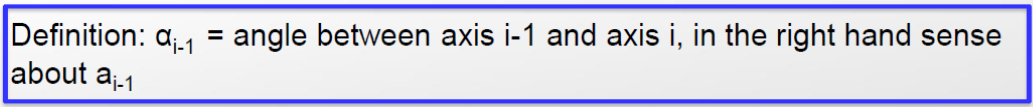 Definition: αᵢ₋₁ = angle between axis i-1 and axis i, in the right hand sense
about aᵢ₋₁